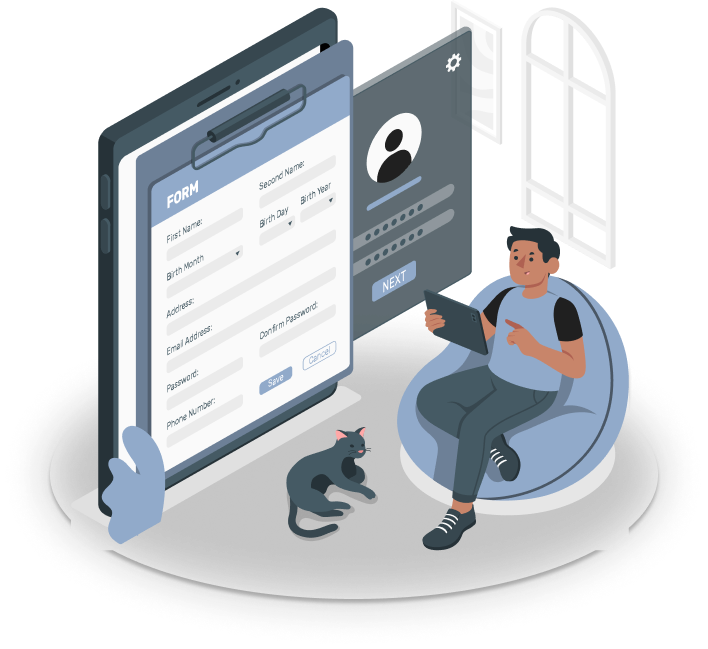 FORM
First Name:
Second Name:
Birth Month
Birth Day
Birth Year
Address:
Email Address:
Password:
Confirm Password:
Phone Number:
Save
Cancel
NEXT